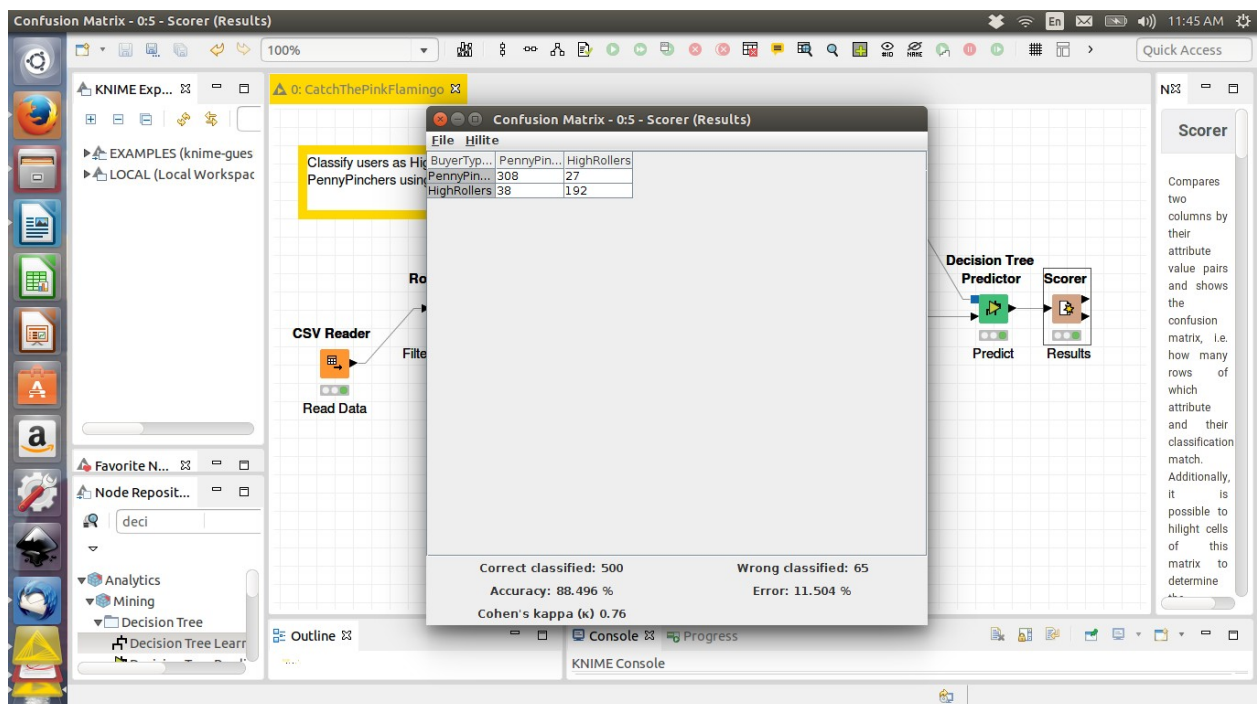 Confusion Matrix - 0:5 - Scorer (Results)
En
11:45 AM
100%
Quick Access
KNIME Exp...
EXAMPLES (knime-gues
LOCAL (Local Workspac
0: CatchThePinkFlamingo
Classify users as Hig
PennyPinchers using
CSV Reader
Read Data
Ro
Filte
Confusion Matrix - 0:5 - Scorer (Results)
File Hilite
BuyerTyp... PennyPin... HighRollers
PennyPin... 308 27
HighRollers 38 192
Correct classified: 500 Wrong classified: 65
Accuracy: 88.496 % Error: 11.504 %
Cohen's kappa (κ) 0.76
Decision Tree
Predictor
Predict
Scorer
Results
N
Scorer
Compares
two
columns by
their
attribute
value pairs
and shows
the
confusion
matrix, i.e.
how many
rows of
which
attribute
and their
classification
match.
Additionally,
it is
possible to
hilight cells
of this
matrix to
determine
Favorite N...
Node Reposit...
deci
Analytics
Mining
Decision Tree
Decision Tree Learr
Outline
Console Progress
KNIME Console